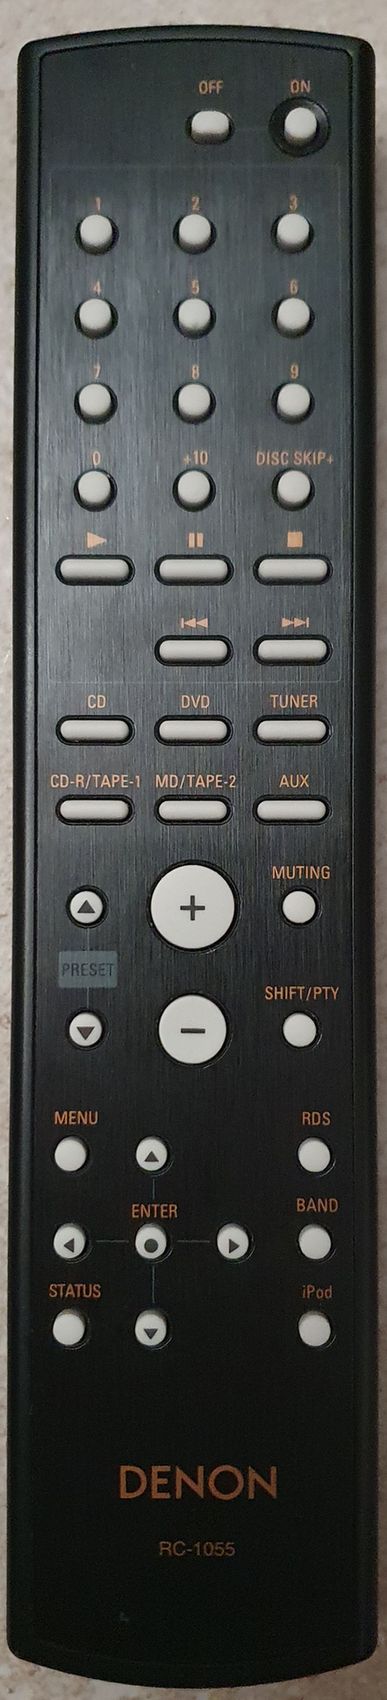 OFF ON
1 2 3
4 5 6
7 8 9
0 +10 DISC SKIP+
CD DVD TUNER
CD-R/TAPE-1 MD/TAPE-2 AUX
MUTING
+
PRESET
SHIFT/PTY
−
MENU RDS
ENTER BAND
STATUS iPod
DENON
RC-1055